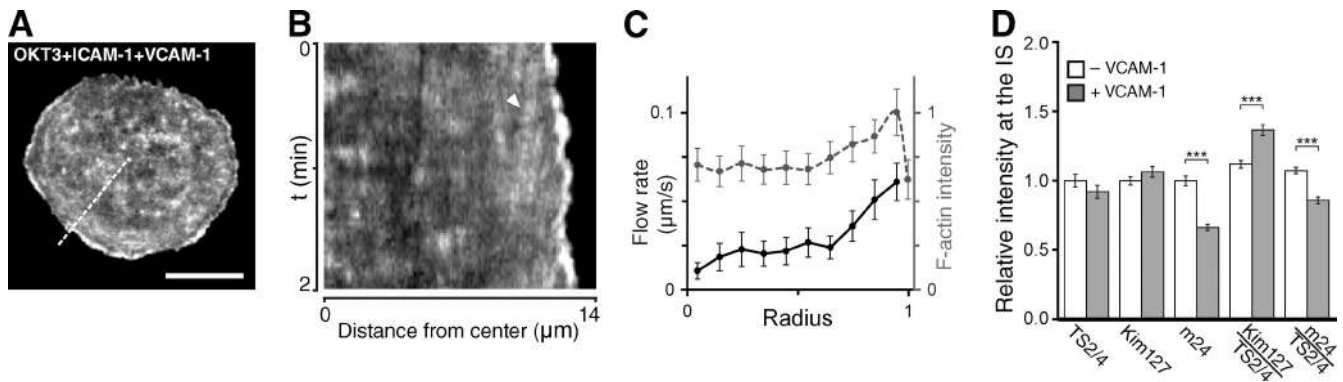 A
OKT3+ICAM-1+VCAM-1
B
0
t (min)
2
0
14
Distance from center (μm)
C
0.1
0
Flow rate
(μm/s)
1
0
F-actin intensity
0
1
Radius
D
2.0
1.5
1.0
0.5
0.0
Relative intensity at the IS
– VCAM-1
+ VCAM-1
***
***
***
TS2/4
Kim127
m24
Kim127
TS2/4
m24
TS2/4